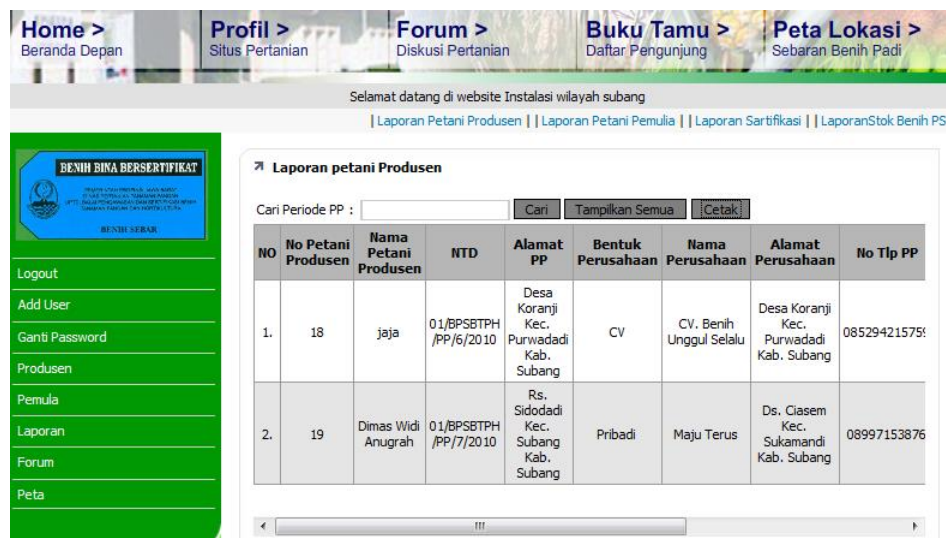 Home > Profil > Forum > Buku Tamu > Peta Lokasi >
Beranda Depan Situs Pertanian Diskusi Pertanian Daftar Pengunjung Sebaran Benih Padi
Selamat datang di website Instalasi wilayah subang
| Laporan Petani Produsen | | Laporan Petani Pemulia | | Laporan Sartifikasi | | LaporanStok Benih PS
BENIH BINA BERSERTIFIKAT
BENIH SEBAR
Logout
Add User
Ganti Password
Produsen
Pemula
Laporan
Forum
Peta
Laporan petani Produsen
Cari Periode PP : Cari Tampilkan Semua Cetak
NO No Petani Produsen Nama Petani Produsen NTD Alamat PP Bentuk Perusahaan Nama Perusahaan Alamat Perusahaan No Tlp PP
1. 18 jaja 01/BPSBTPH/PP/6/2010 Desa Koranji Kec. Purwadadi Kab. Subang CV CV. Benih Unggul Selalu Desa Koranji Kec. Purwadadi Kab. Subang 085294215759
2. 19 Dimas Widi Anugrah 01/BPSBTPH/PP/7/2010 Rs. Sidodadi Kec. Subang Kab. Subang Pribadi Maju Terus Ds. Ciasem Kec. Sukamandi Kab. Subang 08997153876